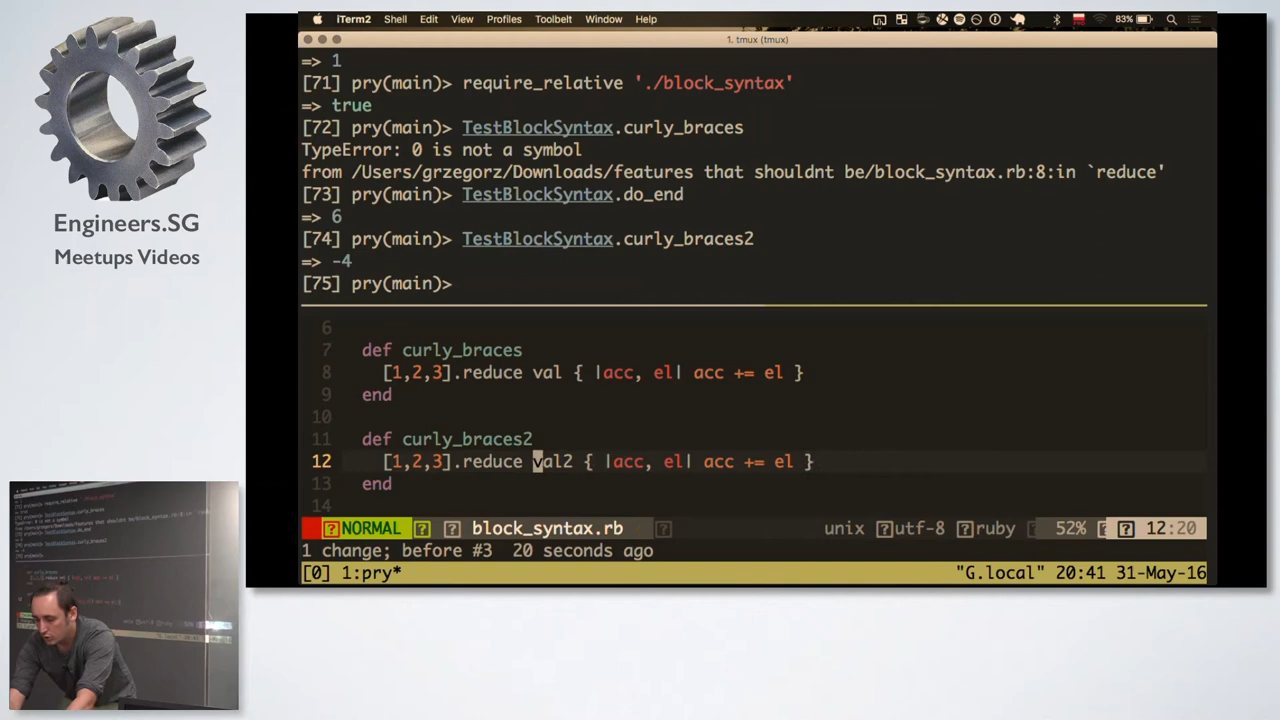 iTerm2 Shell Edit View Profiles Toolbelt Window Help 83%
1. tmux (tmux)
=> 1
[71] pry(main)> require_relative './block_syntax'
=> true
[72] pry(main)> TestBlockSyntax.curly_braces
TypeError: 0 is not a symbol
from /Users/grzegorz/Downloads/features that shouldnt be/block_syntax.rb:8:in `reduce'
[73] pry(main)> TestBlockSyntax.do_end
=> 6
[74] pry(main)> TestBlockSyntax.curly_braces2
=> -4
[75] pry(main)>
6
7 def curly_braces
8 [1,2,3].reduce val { |acc, el| acc += el }
9 end
10
11 def curly_braces2
12 [1,2,3].reduce val2 { |acc, el| acc += el }
13 end
14
NORMAL block_syntax.rb unix utf-8 ruby 52% 12:20
1 change; before #3 20 seconds ago
[0] 1:pry* "G.local" 20:41 31-May-16
Engineers.SG
Meetups Videos